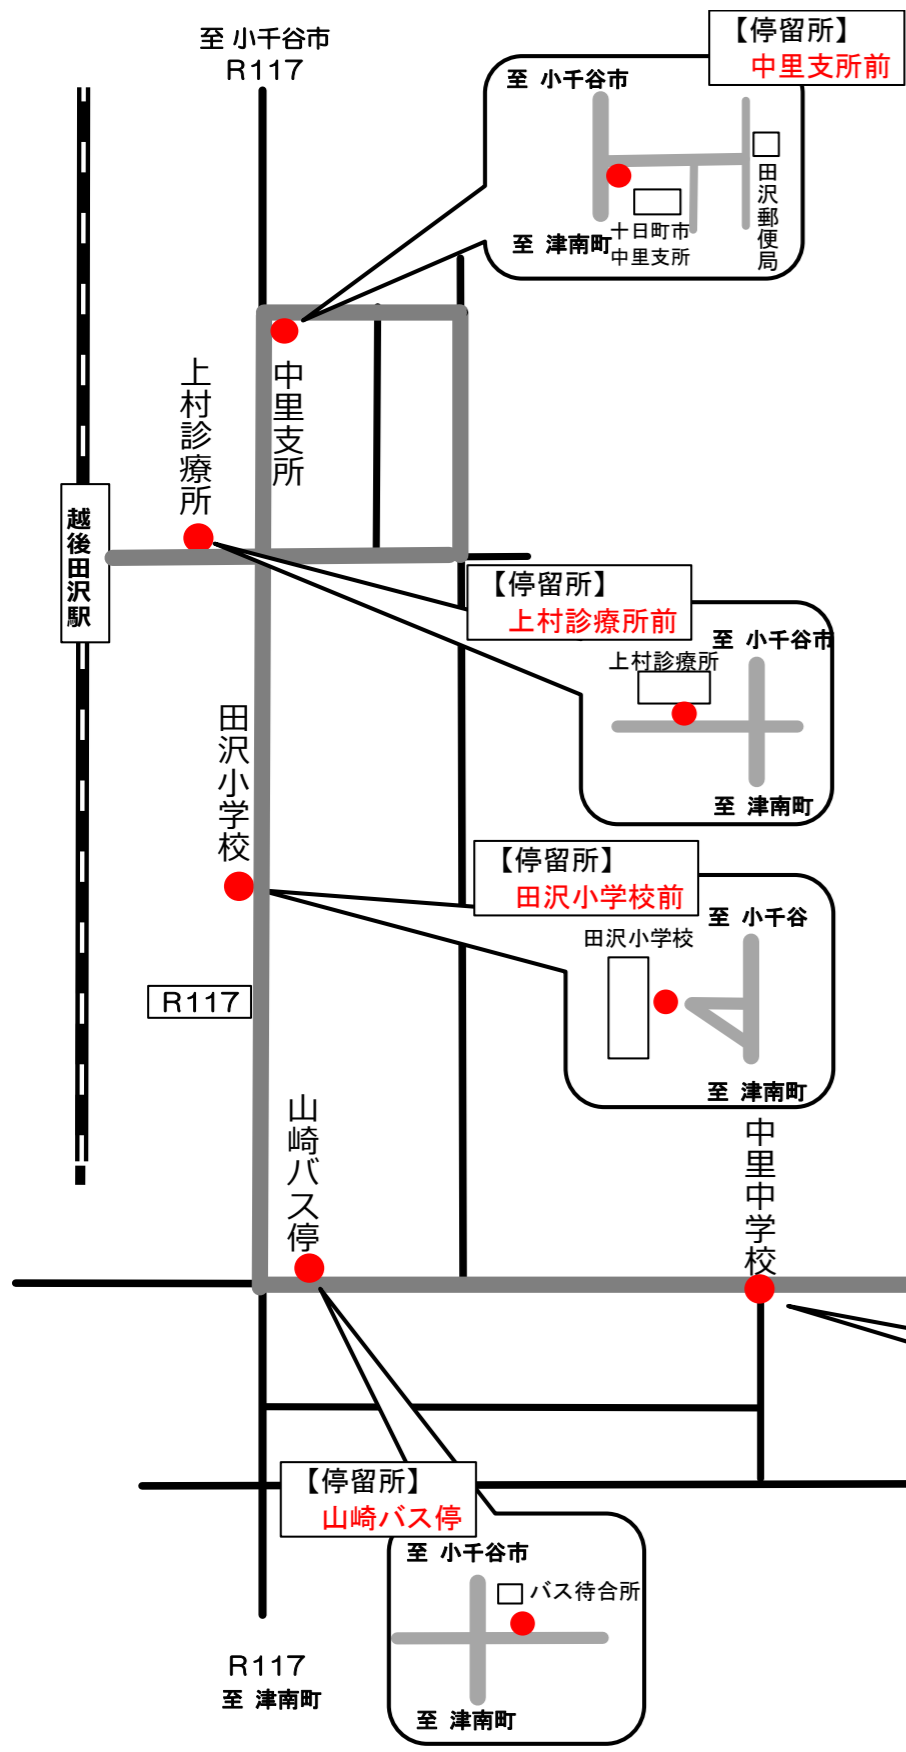 至 小千谷市
R117
【停留所】
中里支所前
至 小千谷市
田沢郵便局
十日町市
中里支所
至 津南町
上村診療所
中里支所
越後田沢駅
【停留所】
上村診療所前
至 小千谷市
上村診療所
至 津南町
田沢小学校
【停留所】
田沢小学校前
至 小千谷
田沢小学校
至 津南町
R117
山崎バス停
中里中学校
【停留所】
山崎バス停
至 小千谷市
バス待合所
至 津南町
R117
至 津南町